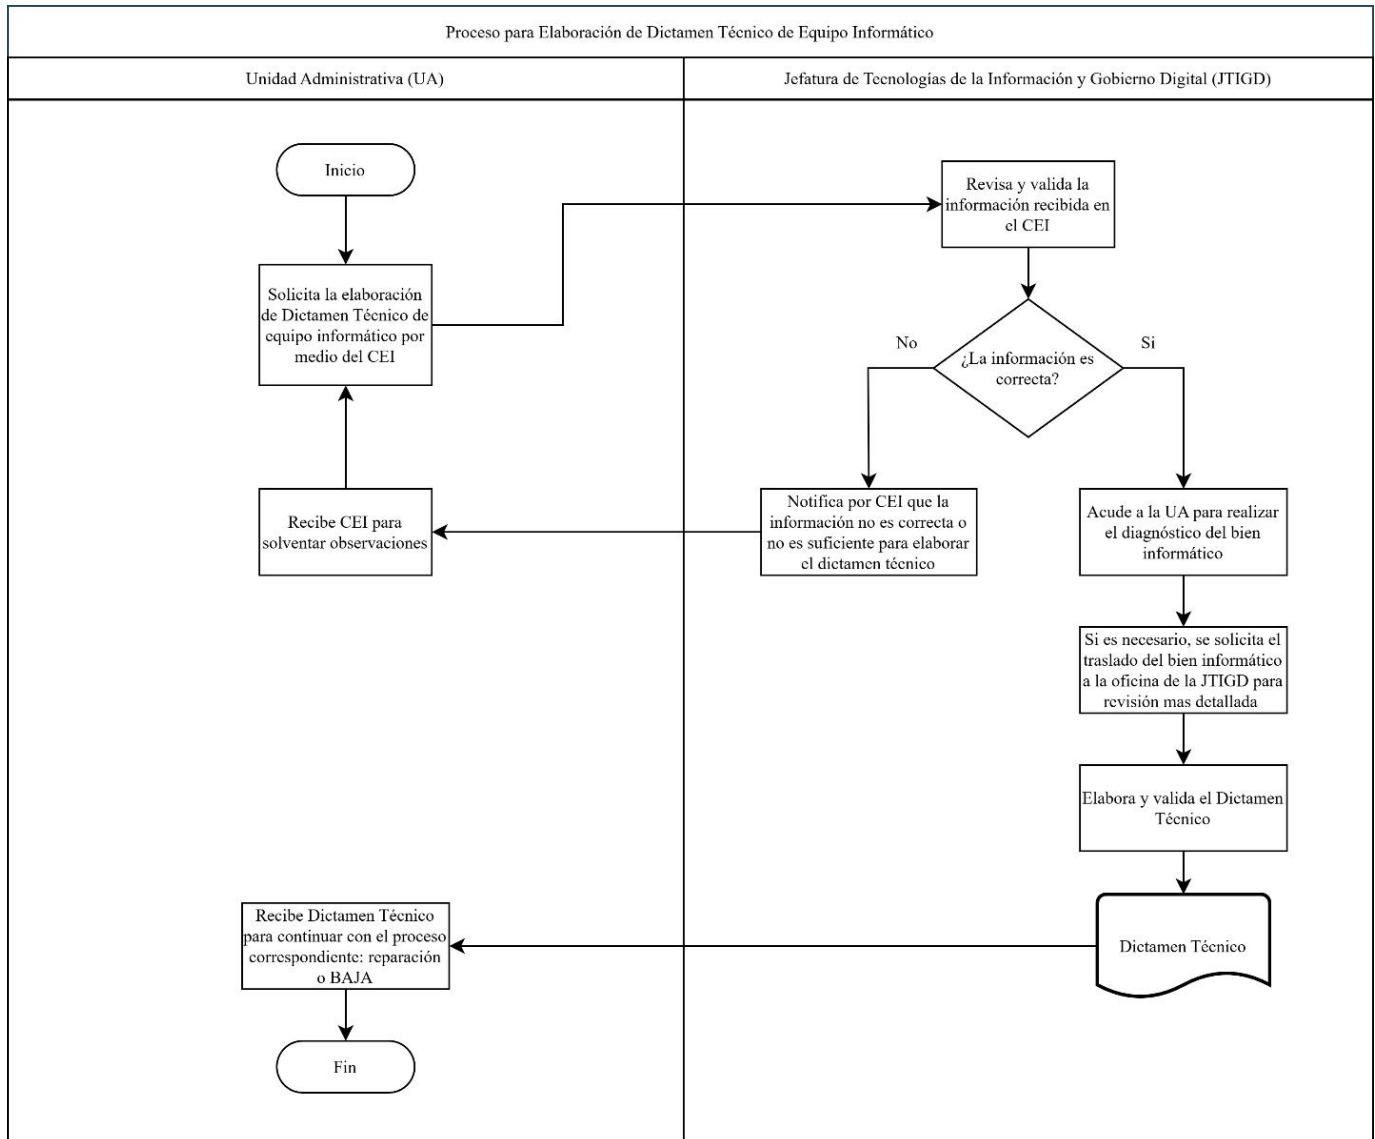 Proceso para Elaboración de Dictamen Técnico de Equipo Informático
Unidad Administrativa (UA)
Jefatura de Tecnologías de la Información y Gobierno Digital (JTIGD)
Inicio
Revisa y valida la
información recibida en
el CEI
Solicita la elaboración
de Dictamen Técnico de
equipo informático por
medio del CEI
No
Si
¿La información es
correcta?
Recibe CEI para
solventar observaciones
Notifica por CEI que la
información no es correcta o
no es suficiente para elaborar
el dictamen técnico
Acude a la UA para realizar
el diagnóstico del bien
informático
Si es necesario, se solicita el
traslado del bien informático
a la oficina de la JTIGD para
revisión mas detallada
Elabora y valida el Dictamen
Técnico
Recibe Dictamen Técnico
para continuar con el proceso
correspondiente: reparación
o BAJA
Dictamen Técnico
Fin